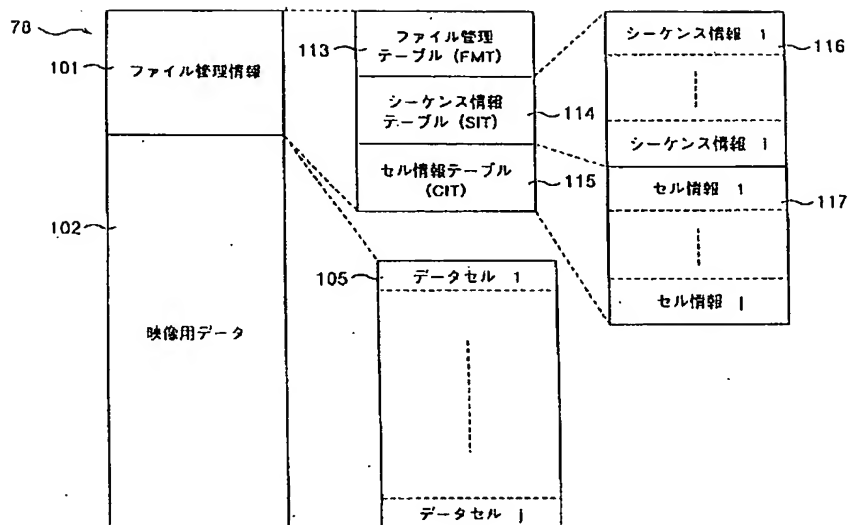 78
101
ファイル管理情報
102
映像用データ
113
ファイル管理
テーブル (FMT)
シーケンス情報
テーブル (SIT)
114
セル情報テーブル
(CIT)
115
シーケンス情報 1
116
シーケンス情報 i
セル情報 1
117
セル情報 j
105
データセル 1
データセル j